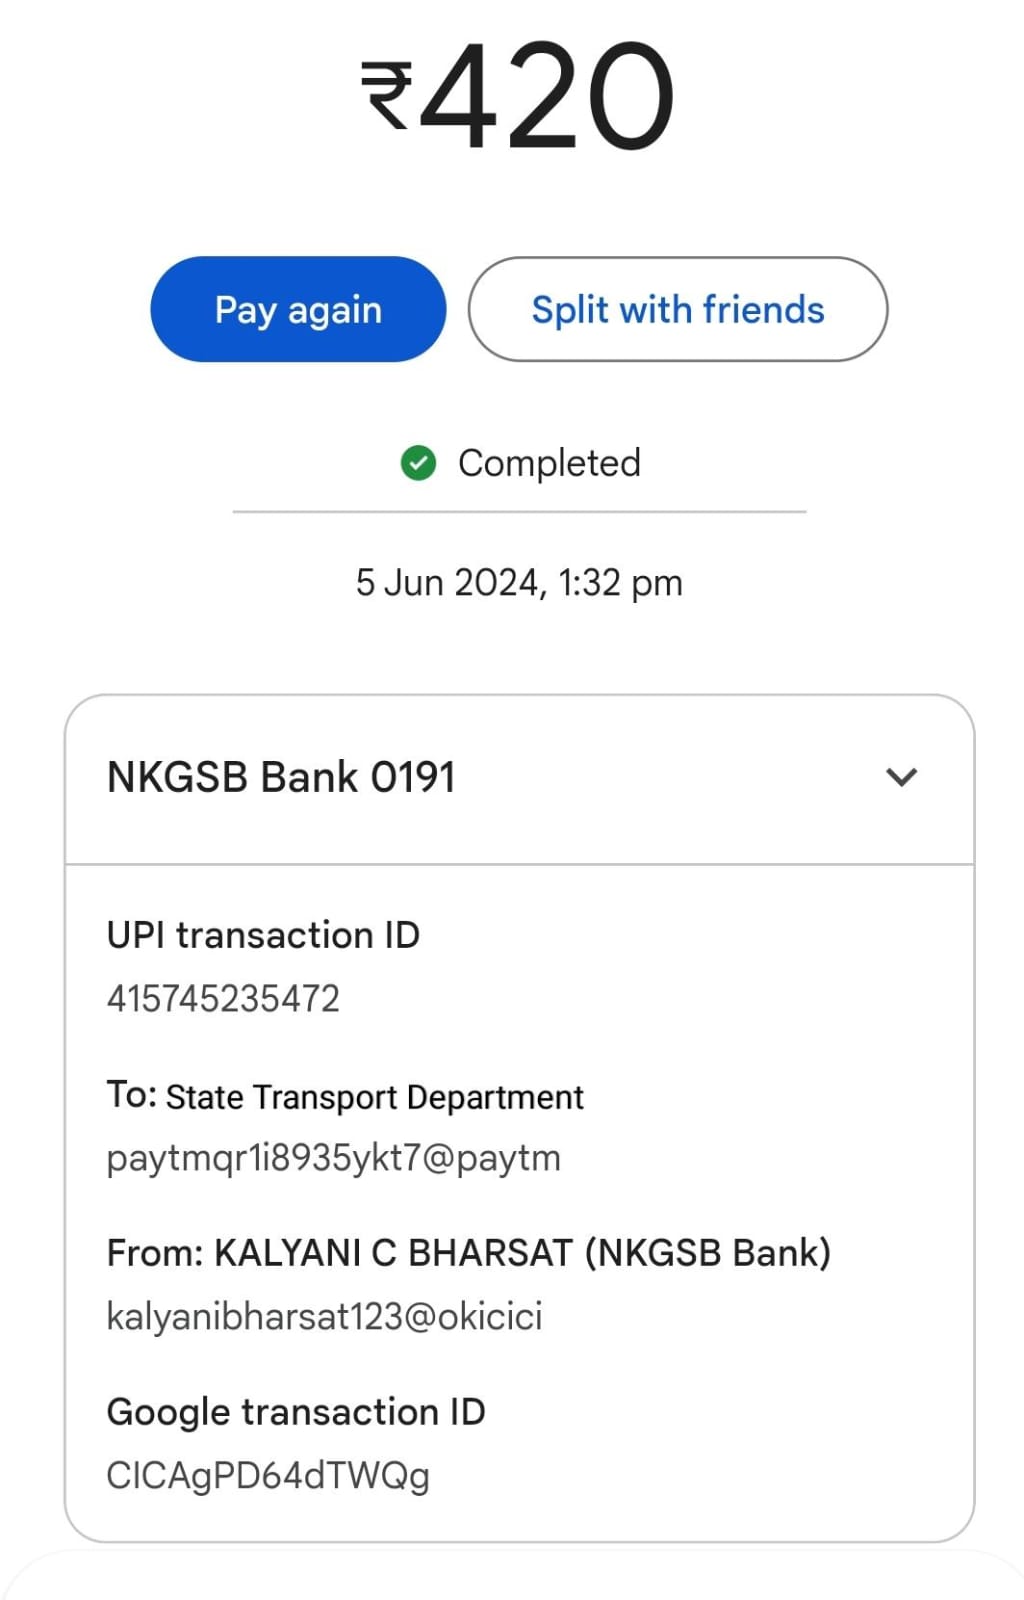 ₹420
Pay again
Split with friends
Completed
5 Jun 2024, 1:32 pm
NKGSB Bank 0191
UPI transaction ID
415745235472
To: State Transport Department
paytmqr1i8935ykt7@paytm
From: KALYANI C BHARSAT (NKGSB Bank)
kalyanibharsat123@okicici
Google transaction ID
CICAgPD64dTWQg